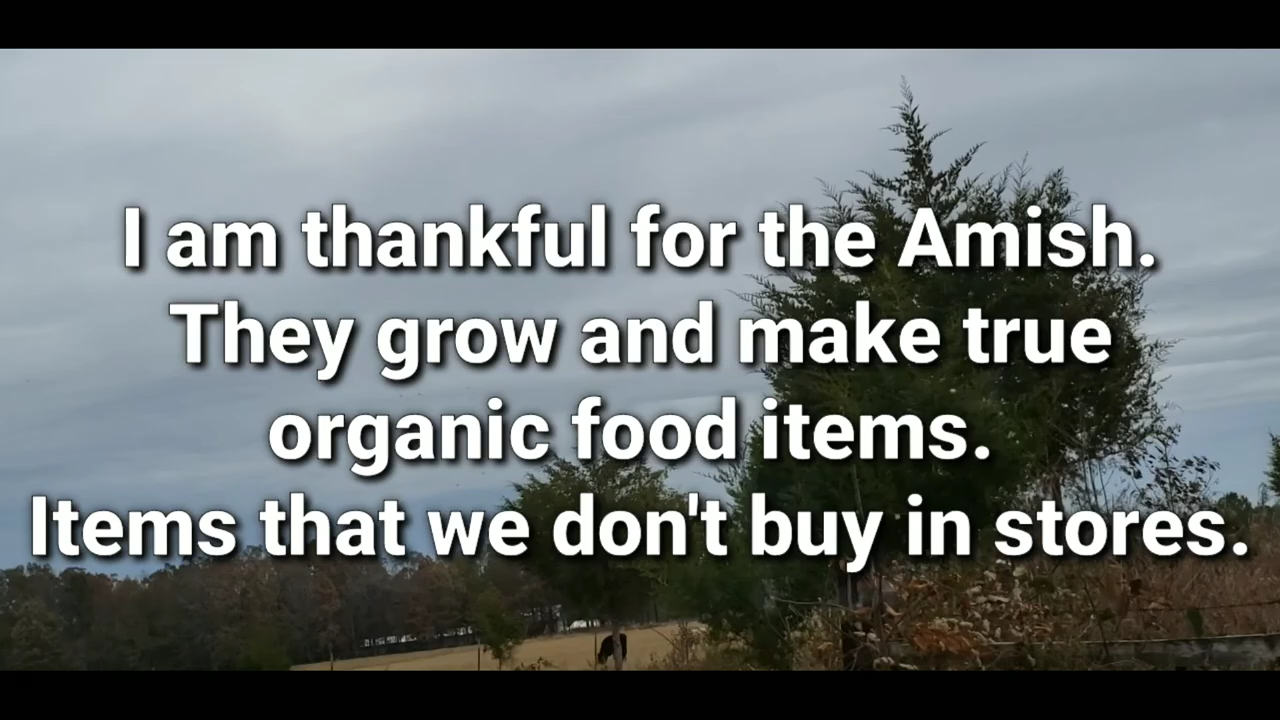 I am thankful for the Amish.
They grow and make true
organic food items.
Items that we don't buy in stores.